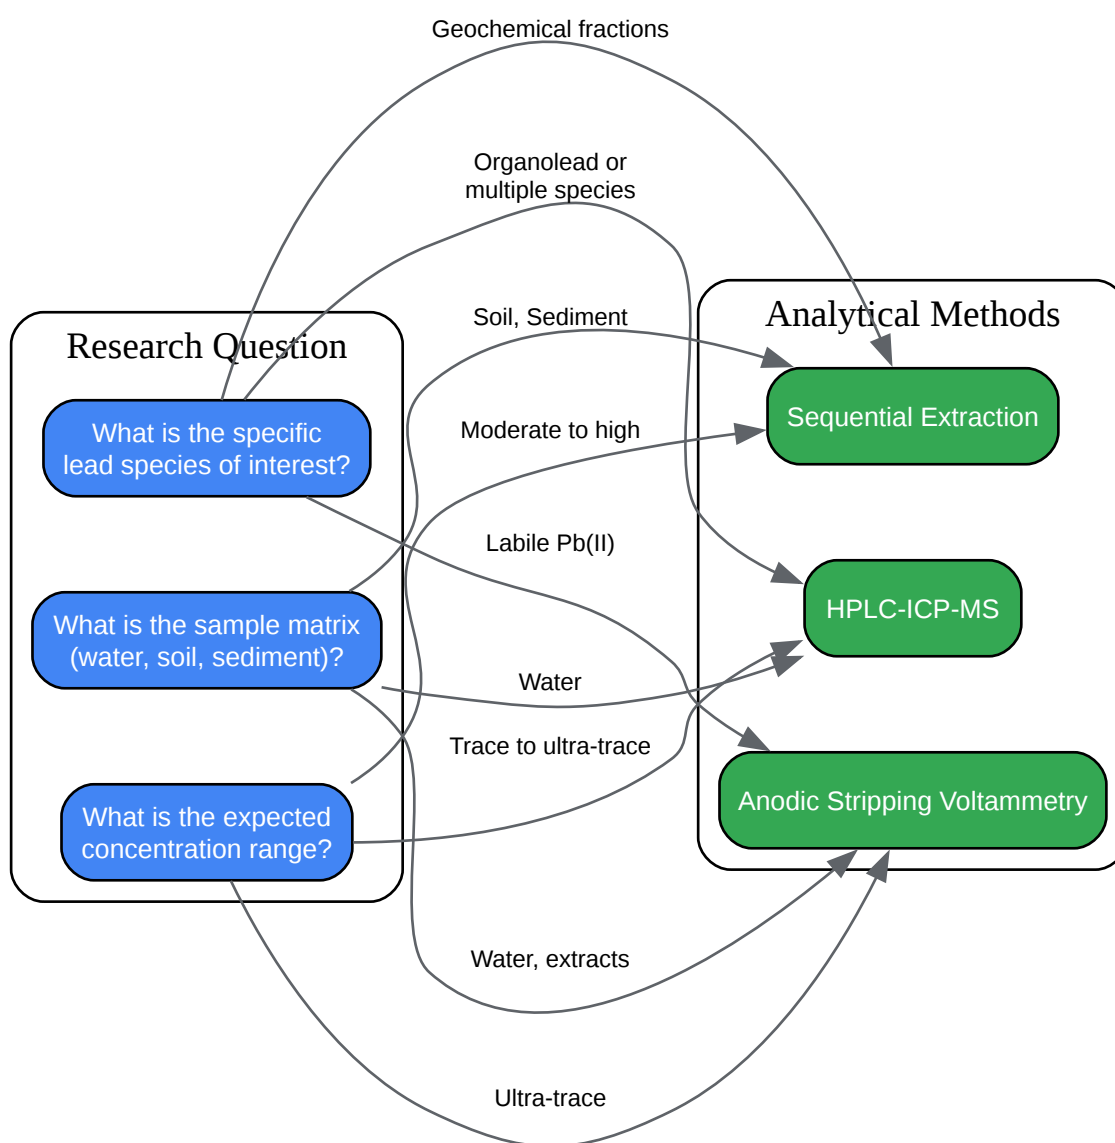 Geochemical fractions
Organolead or
multiple species
Soil, Sediment
Analytical Methods
Research Question
Sequential Extraction
What is the specific
lead species of interest?
Moderate to high
Labile Pb(II)
HPLC-ICP-MS
What is the sample matrix
(water, soil, sediment)?
Water
Trace to ultra-trace
Anodic Stripping Voltammetry
What is the expected
concentration range?
Water, extracts
Ultra-trace